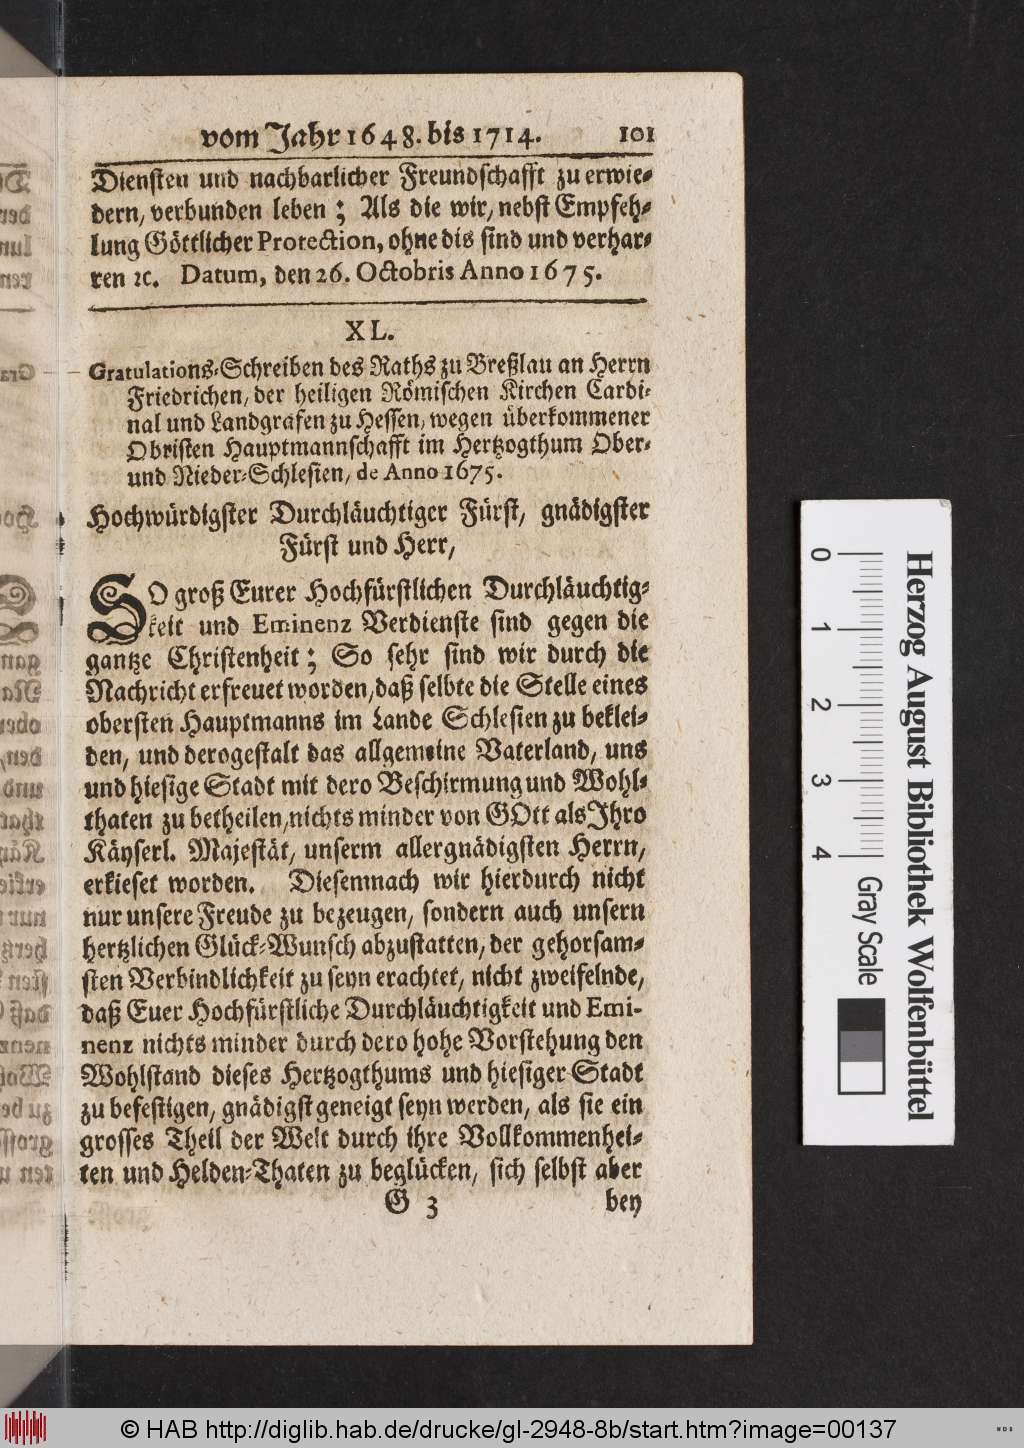 vom Jahr 1648. bis 1714. 101
Diensten und nachbarlicher Freundschafft zu erwie-
dern, verbunden leben; Als die wir, nebst Empfeh-
lung Göttlicher Protection, ohne dis sind und verhar-
ren ꝛc. Datum, den 26. Octobris Anno 1675.
XL.
Gratulations-Schreiben des Raths zu Breßlau an Herrn
Friedrichen, der heiligen Römischen Kirchen Cardi-
nal und Landgrafen zu Hessen, wegen überkommener
Obristen Hauptmannschafft im Hertzogthum Ober-
und Nieder-Schlesien, de Anno 1675.
Hochwürdigster Durchläuchtiger Fürst, gnädigster
Fürst und Herr,
SO groß Eurer Hochfürstlichen Durchläuchtig-
keit und Eminenz Verdienste sind gegen die
gantze Christenheit; So sehr sind wir durch die
Nachricht erfreuet worden, daß selbte die Stelle eines
obersten Hauptmanns im Lande Schlesien zu beklei-
den, und derogestalt das allgemeine Vaterland, uns
und hiesige Stadt mit dero Beschirmung und Wohl-
thaten zu betheilen, nichts minder von GOtt als Ihro
Käyserl. Majestät, unserm allergnädigsten Herrn,
erkieset worden. Diesemnach wir hierdurch nicht
nur unsere Freude zu bezeugen, sondern auch unsern
hertzlichen Glück-Wunsch abzustatten, der gehorsam-
sten Verbindlichkeit zu seyn erachtet, nicht zweifelnde,
daß Euer Hochfürstliche Durchläuchtigkeit und Emi-
nenz nichts minder durch dero hohe Vorstehung den
Wohlstand dieses Hertzogthums und hiesiger Stadt
zu befestigen, gnädigst geneigt seyn werden, als sie ein
grosses Theil der Welt durch ihre Vollkommenhei-
ten und Helden-Thaten zu beglücken, sich selbst aber
G 3 bey
Herzog August Bibliothek Wolfenbüttel
0 1 2 3 4 Gray Scale
© HAB http://diglib.hab.de/drucke/gl-2948-8b/start.htm?image=00137